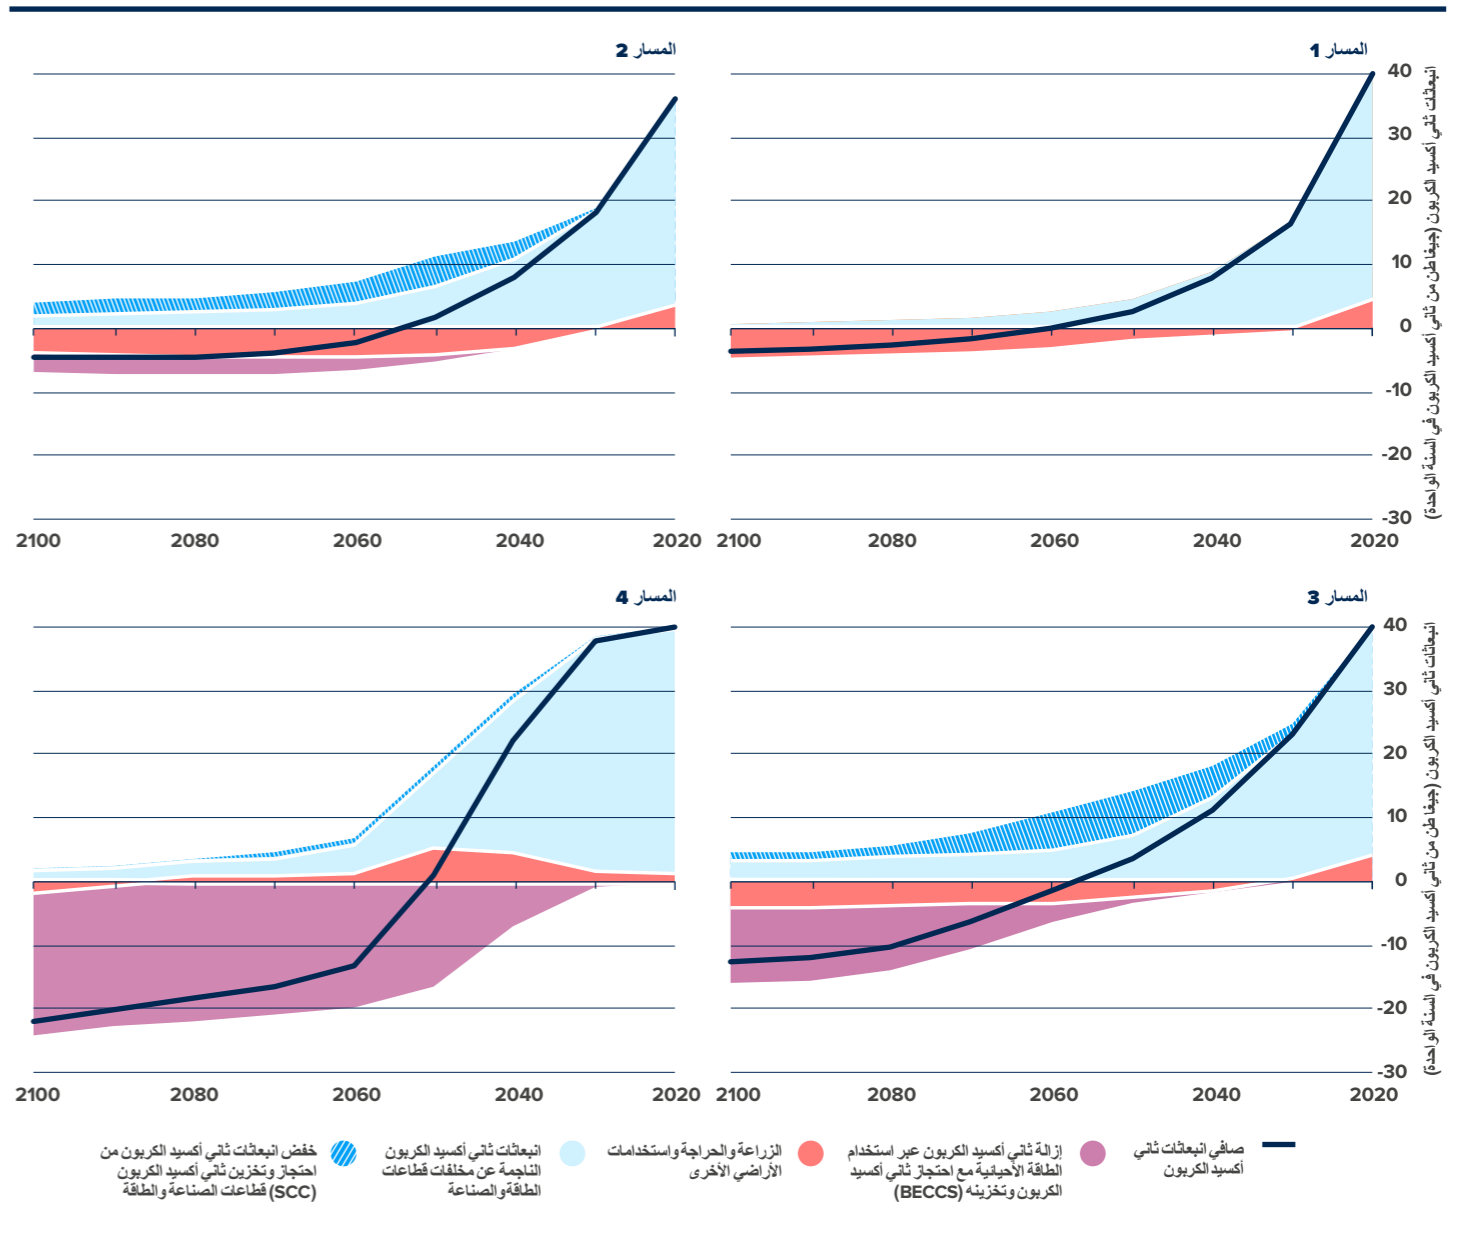 المسار 1
المسار 2
40
30
20
10
0
-10
-20
-30
انبعاثات ثاني أكسيد الكربون (جيغاطن من ثاني أكسيد الكربون في السنة الواحدة)
2020 2040 2060 2080 2100
2020 2040 2060 2080 2100
المسار 3
المسار 4
40
30
20
10
0
-10
-20
-30
انبعاثات ثاني أكسيد الكربون (جيغاطن من ثاني أكسيد الكربون في السنة الواحدة)
2020 2040 2060 2080 2100
2020 2040 2060 2080 2100
صافي انبعاثات ثاني
أكسيد الكربون
إزالة ثاني أكسيد الكربون عبر استخدام
الطاقة الأحيائية مع احتجاز ثاني أكسيد
الكربون وتخزينه (BECCS)
الزراعة والحراجة واستخدامات
الأراضي الأخرى
انبعاثات ثاني أكسيد الكربون
الناجمة عن مخلفات قطاعات
الطاقة والصناعة
خفض انبعاثات ثاني أكسيد الكربون من
احتجاز وتخزين ثاني أكسيد الكربون
(SCC) قطاعات الصناعة والطاقة